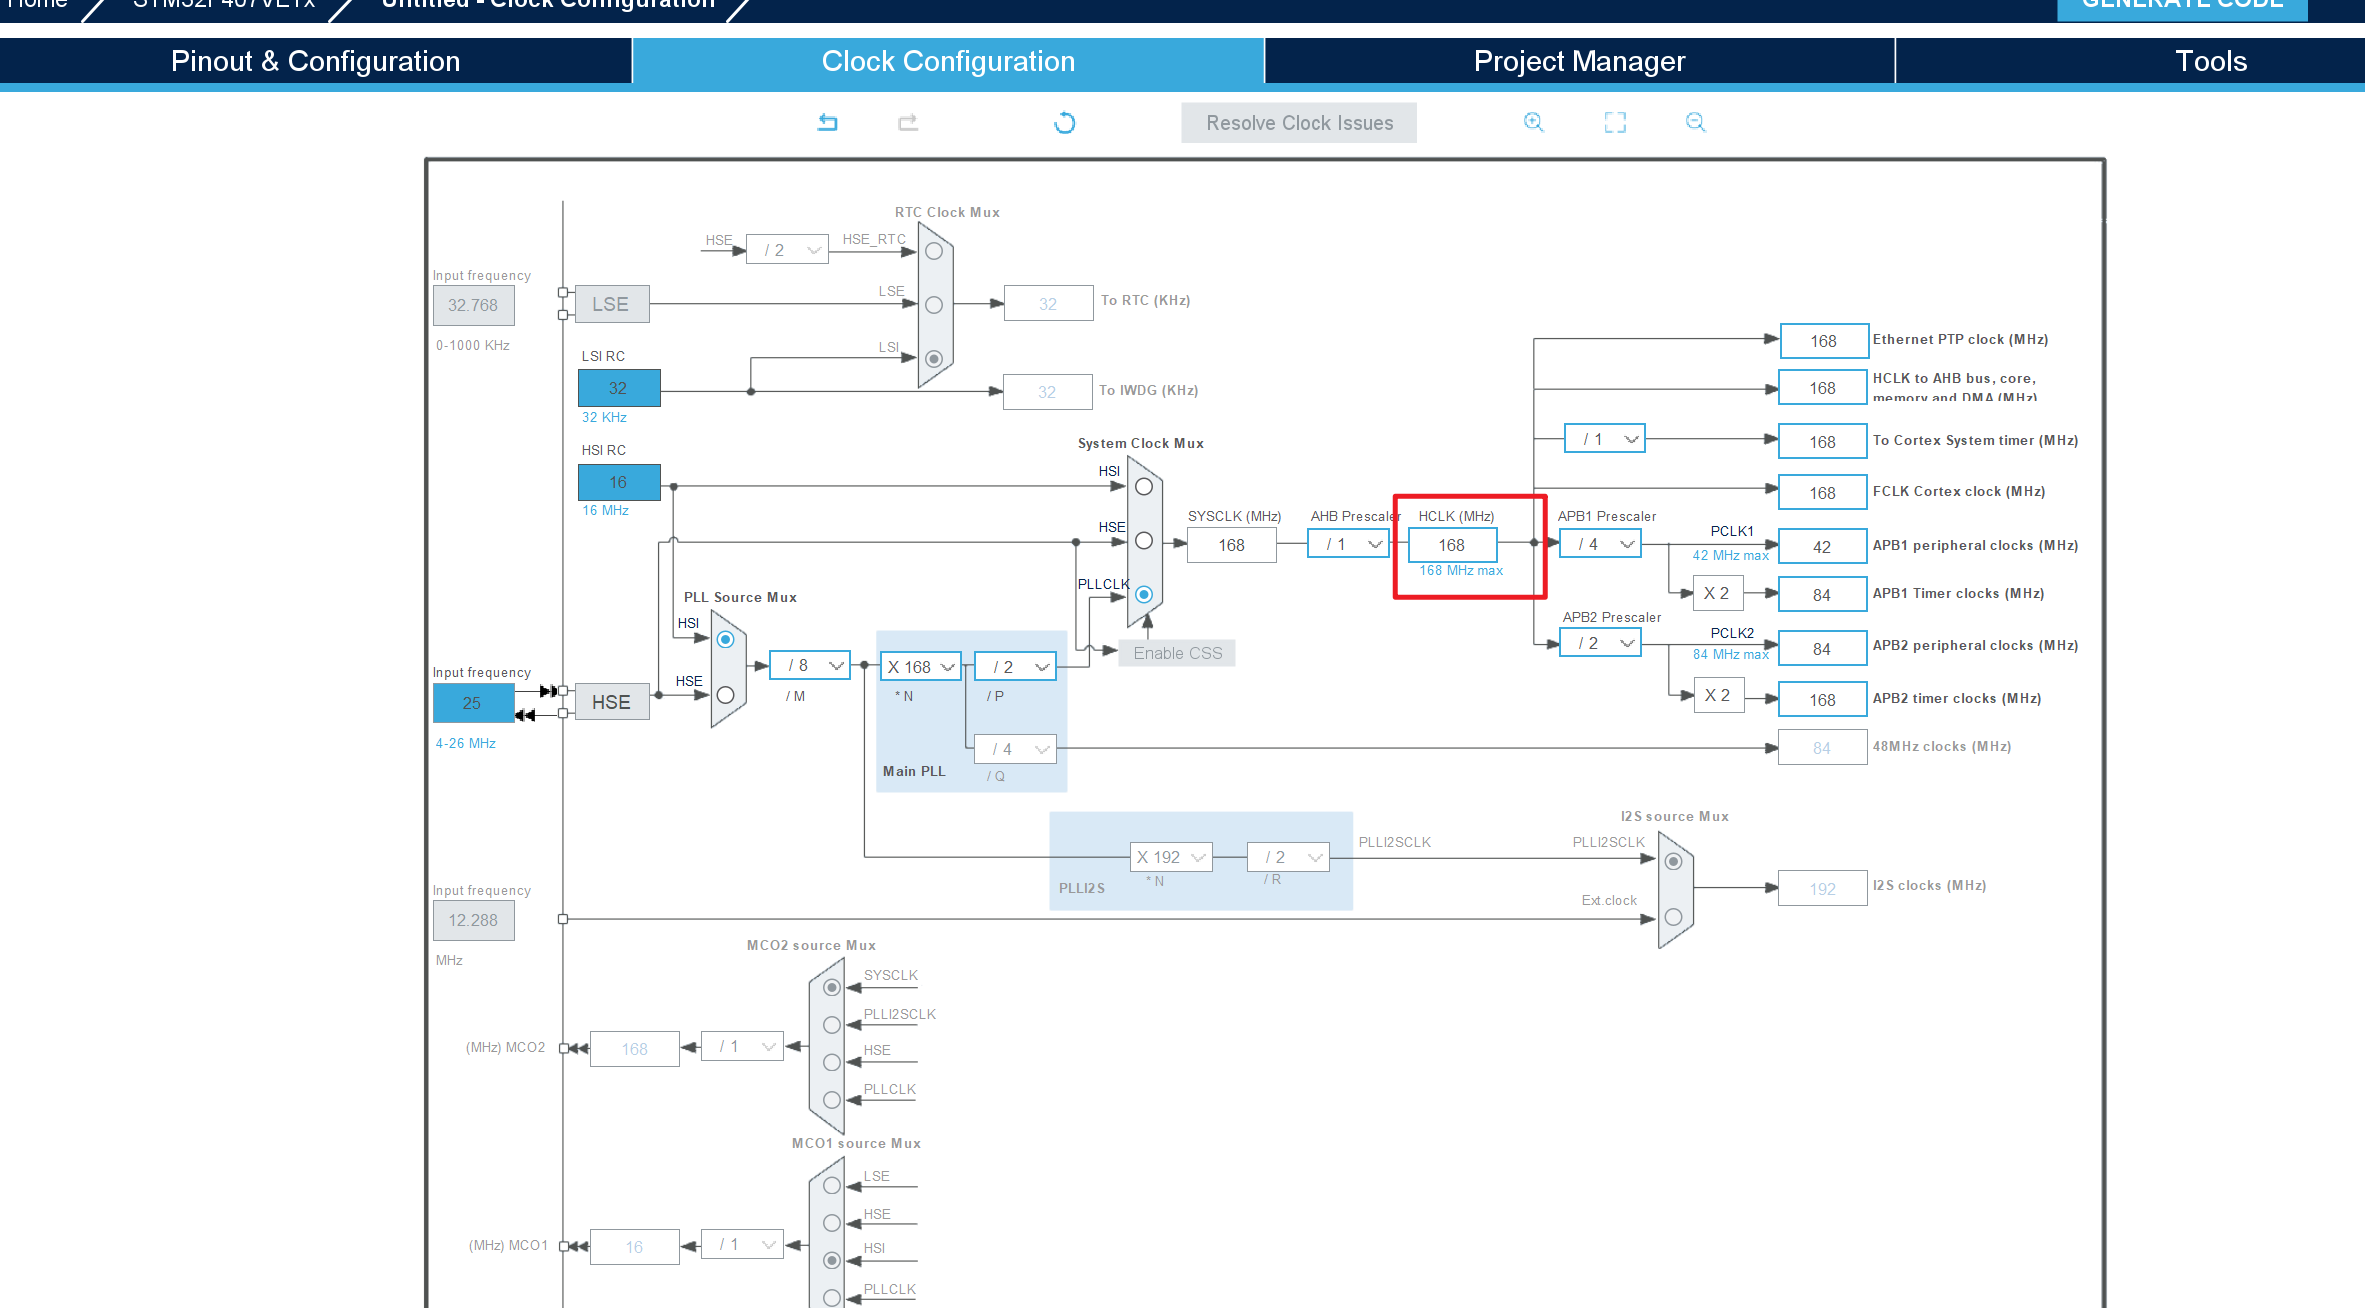 Home
STM32F407VETx
Untitled - Clock Configuration
GENERATE CODE
Pinout & Configuration
Clock Configuration
Project Manager
Tools
Resolve Clock Issues
RTC Clock Mux
HSE
/ 2
HSE_RTC
Input frequency
32.768
0-1000 KHz
LSE
LSE
32
To RTC (KHz)
LSI RC
32
32 KHz
LSI
32
To IWDG (KHz)
HSI RC
16
16 MHz
System Clock Mux
HSI
HSE
PLLCLK
Enable CSS
SYSCLK (MHz)
168
AHB Prescaler
/ 1
HCLK (MHz)
168
168 MHz max
168
Ethernet PTP clock (MHz)
168
HCLK to AHB bus, core,
memory and DMA (MHz)
/ 1
168
To Cortex System timer (MHz)
168
FCLK Cortex clock (MHz)
APB1 Prescaler
/ 4
PCLK1
42 MHz max
42
APB1 peripheral clocks (MHz)
X 2
84
APB1 Timer clocks (MHz)
APB2 Prescaler
/ 2
PCLK2
84 MHz max
84
APB2 peripheral clocks (MHz)
X 2
168
APB2 timer clocks (MHz)
84
48MHz clocks (MHz)
PLL Source Mux
HSI
HSE
Input frequency
25
4-26 MHz
HSE
/ 8
/ M
X 168
* N
/ 2
/ P
/ 4
/ Q
Main PLL
X 192
* N
/ 2
/ R
PLLI2S
PLLI2SCLK
I2S source Mux
PLLI2SCLK
Ext.clock
192
I2S clocks (MHz)
Input frequency
12.288
MHz
MCO2 source Mux
SYSCLK
PLLI2SCLK
HSE
PLLCLK
(MHz) MCO2
168
/ 1
MCO1 source Mux
LSE
HSE
HSI
PLLCLK
(MHz) MCO1
16
/ 1